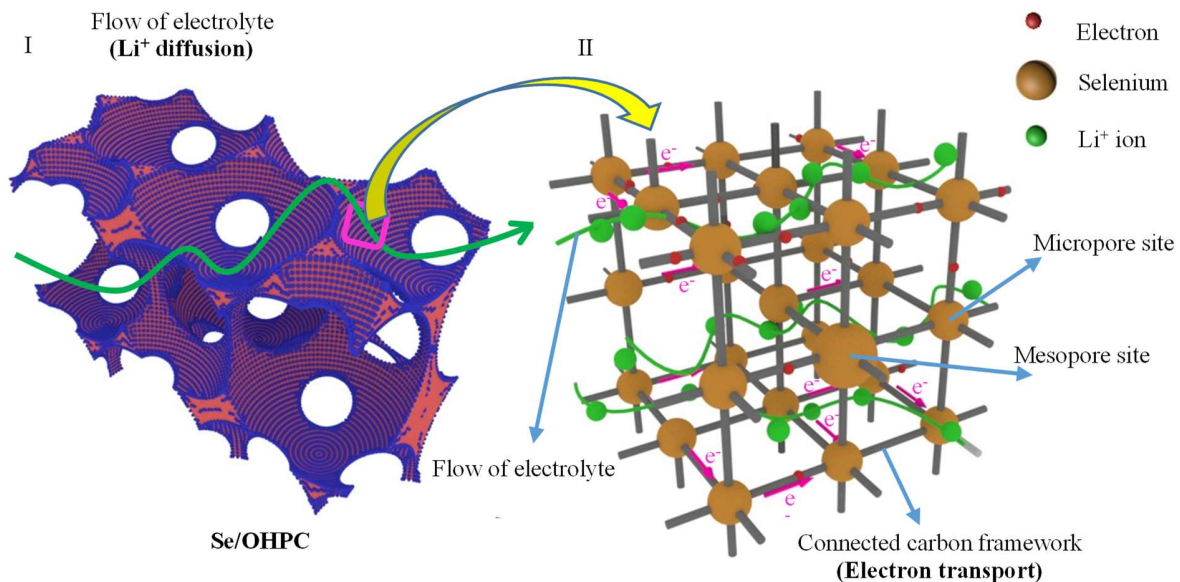 Flow of electrolyte
(Li⁺ diffusion)
I
II
Electron
Selenium
Li⁺ ion
e-
e-
e-
e-
e-
e-
e-
e-
e-
e
-
Micropore site
Mesopore site
Flow of electrolyte
Se/OHPC
Connected carbon framework
(Electron transport)